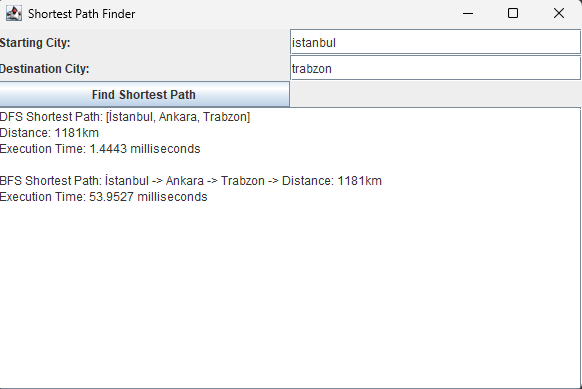 Shortest Path Finder
Starting City:
istanbul
Destination City:
trabzon
Find Shortest Path
DFS Shortest Path: [İstanbul, Ankara, Trabzon]
Distance: 1181km
Execution Time: 1.4443 milliseconds
BFS Shortest Path: İstanbul -> Ankara -> Trabzon -> Distance: 1181km
Execution Time: 53.9527 milliseconds